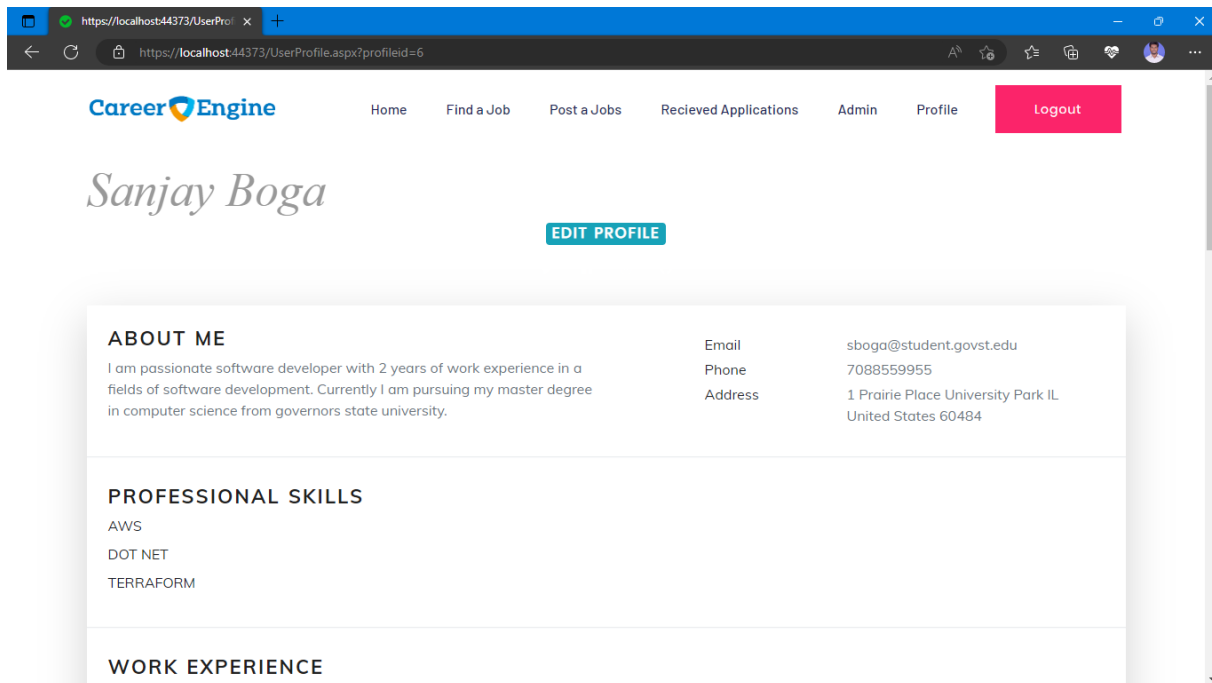 https://localhost:44373/UserProf
https://localhost:44373/UserProfile.aspx?profileid=6
Career Engine
Home Find a Job Post a Jobs Recieved Applications Admin Profile Logout
Sanjay Boga
EDIT PROFILE
ABOUT ME
I am passionate software developer with 2 years of work experience in a
fields of software development. Currently I am pursuing my master degree
in computer science from governors state university.
Email sboga@student.govst.edu
Phone 7088559955
Address 1 Prairie Place University Park IL
United States 60484
PROFESSIONAL SKILLS
AWS
DOT NET
TERRAFORM
WORK EXPERIENCE